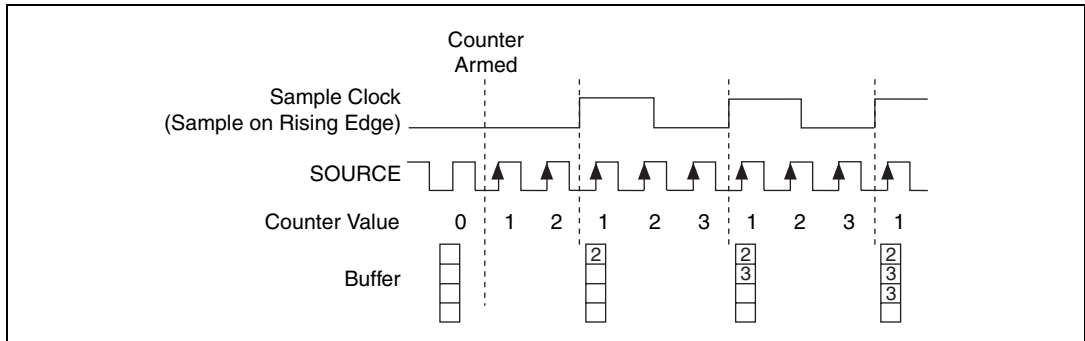 Counter
Armed
Sample Clock
(Sample on Rising Edge)
SOURCE
Counter Value 0 1 2 1 2 3 1 2 3 1
Buffer
2 2 2
3 3
3